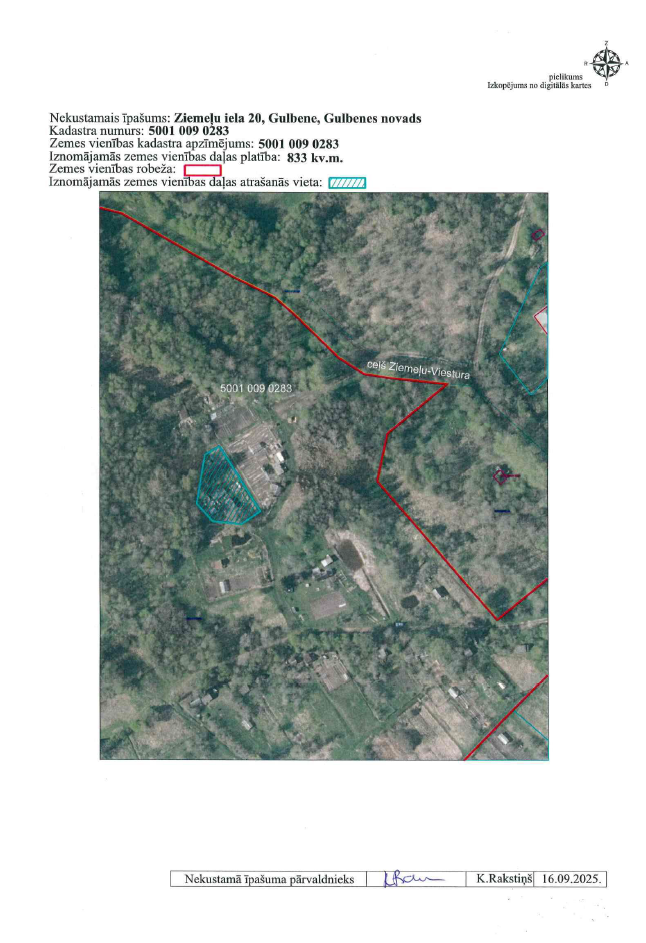 Z
R
A
D
pielikums
Izkopējums no digitālās kartes
Nekustamais īpašums: Ziemeļu iela 20, Gulbene, Gulbenes novads
Kadastra numurs: 5001 009 0283
Zemes vienības kadastra apzīmējums: 5001 009 0283
Iznomājamās zemes vienības daļas platība: 833 kv.m.
Zemes vienības robeža:
Iznomājamās zemes vienības daļas atrašanās vieta:
ceļš Ziemeļu-Viestura
5001 009 0283
Nekustamā īpašuma pārvaldnieks
K.Rakstiņš
16.09.2025.